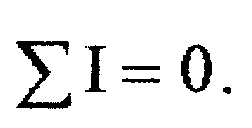 ∑I = 0.